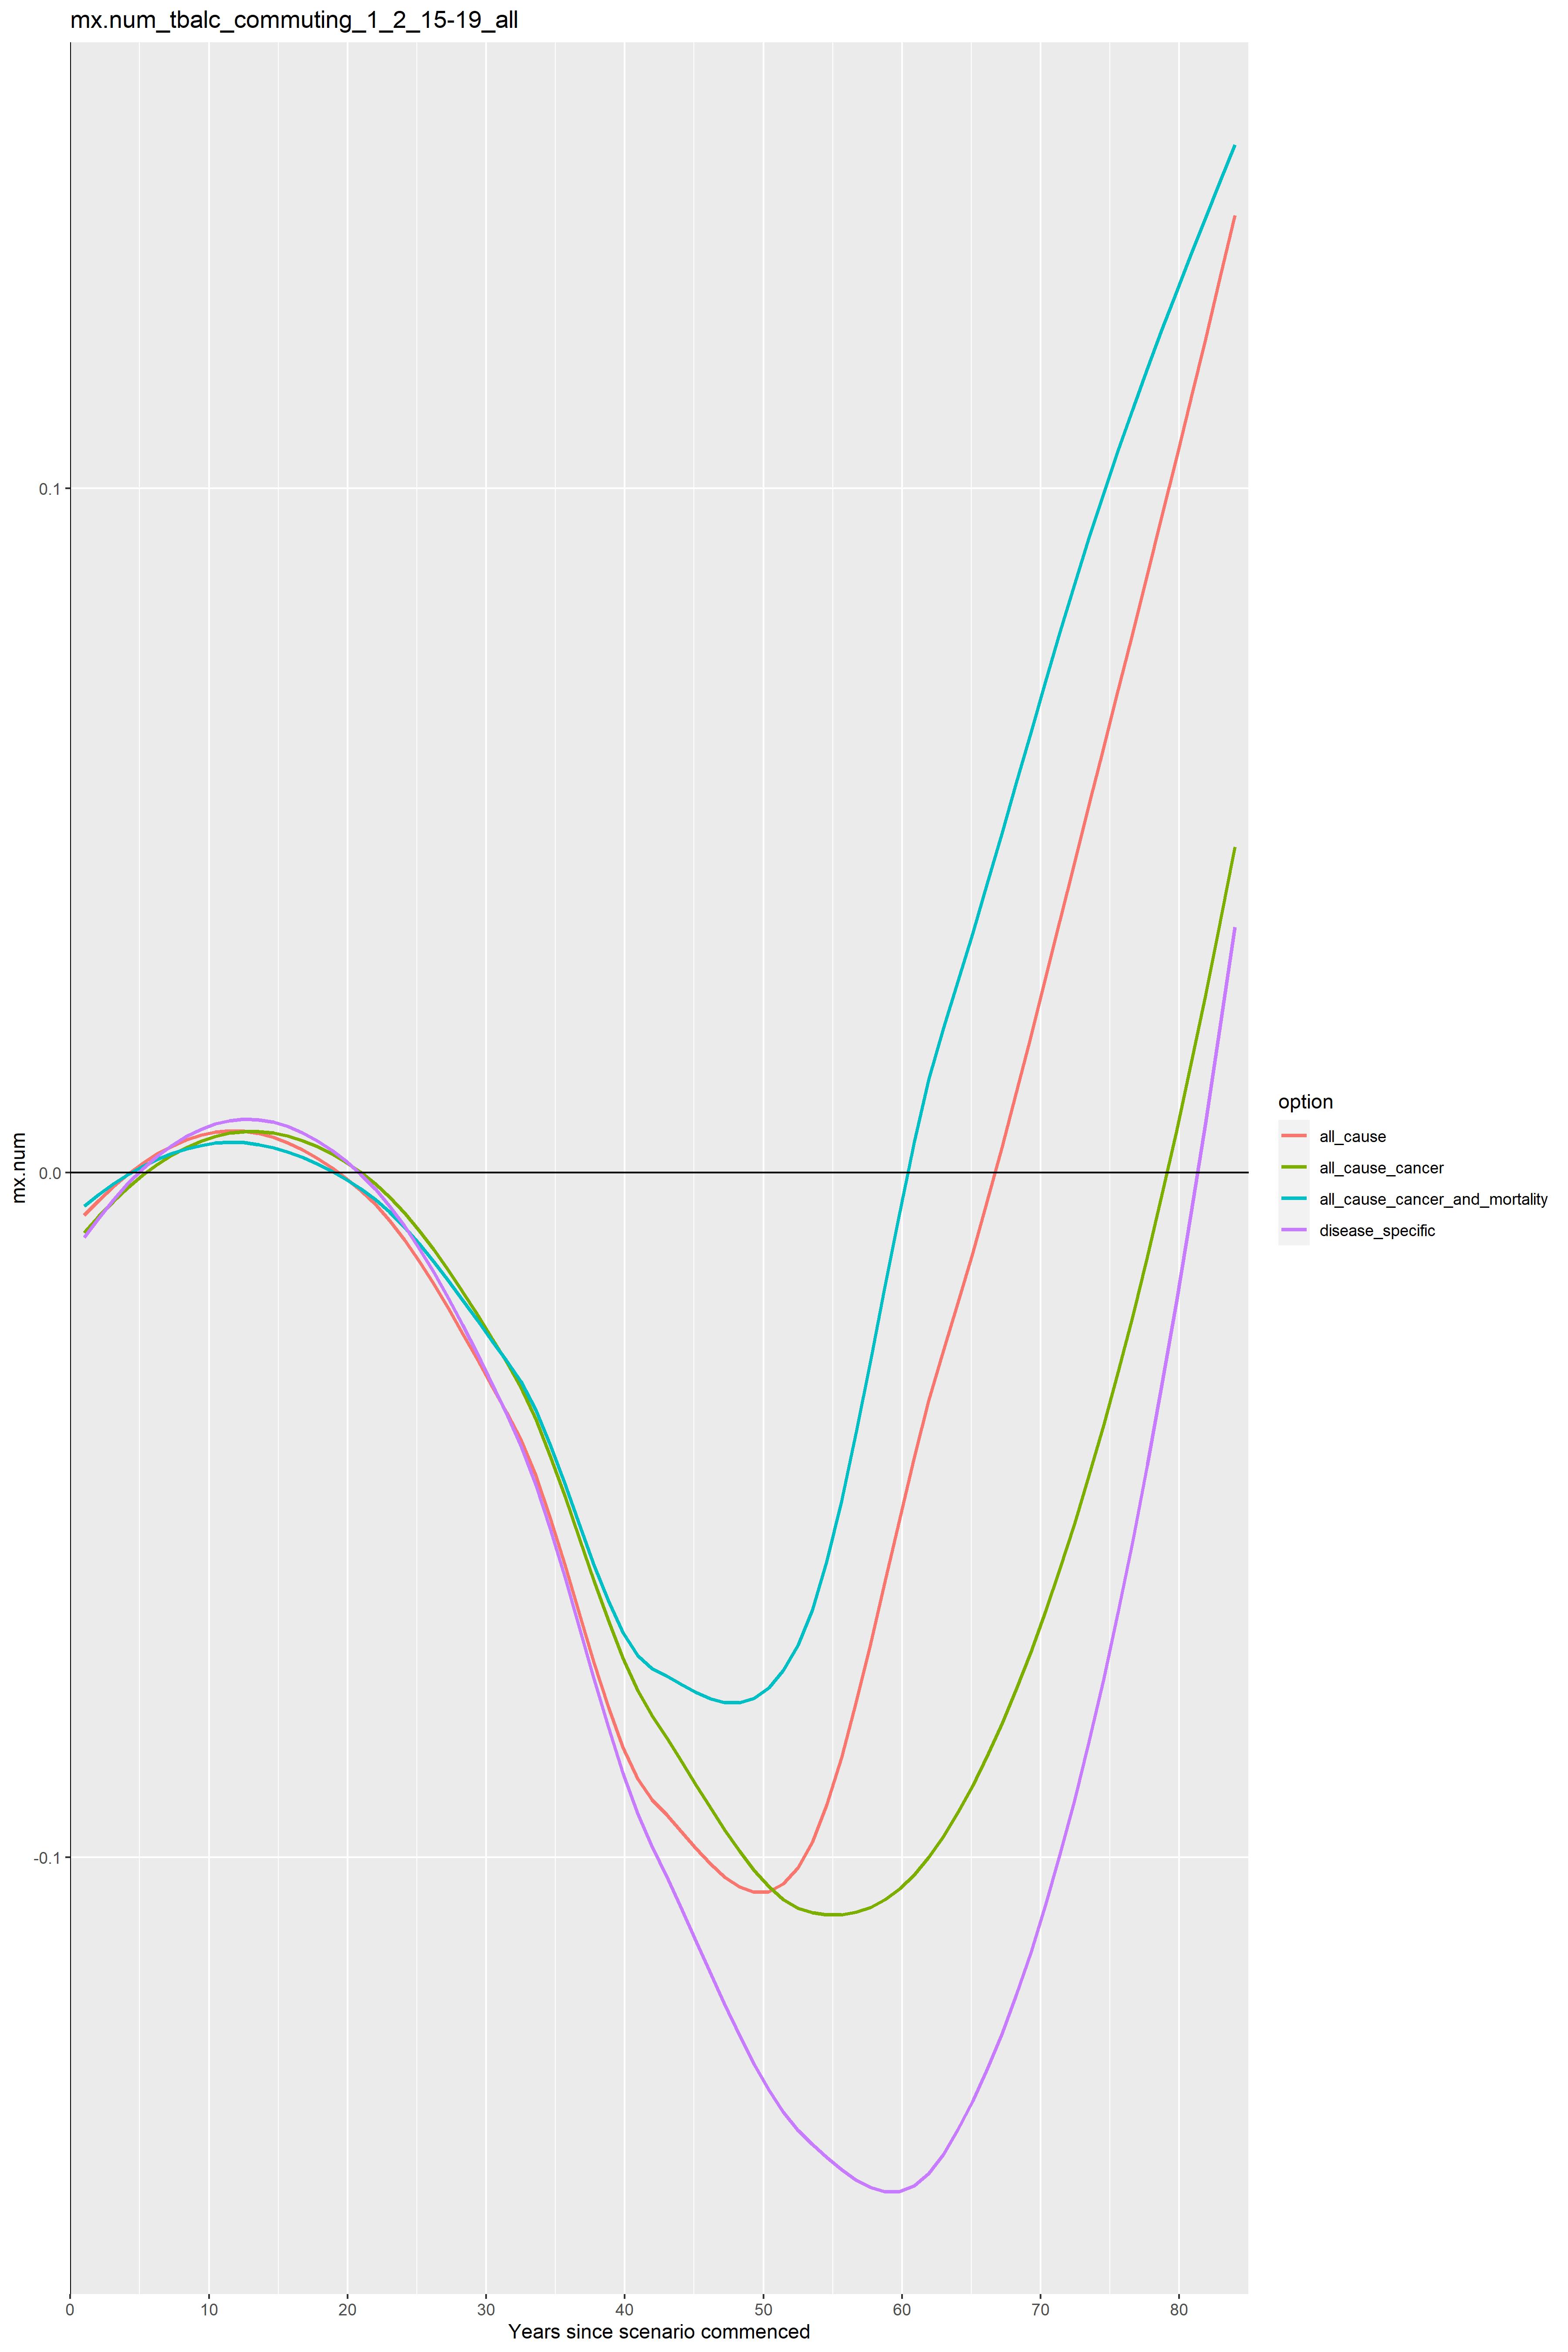 mx.num_tbalc_commuting_1_2_15-19_all
mx.num
0.1
0.0
-0.1
0 10 20 30 40 50 60 70 80
Years since scenario commenced
option
all_cause
all_cause_cancer
all_cause_cancer_and_mortality
disease_specific